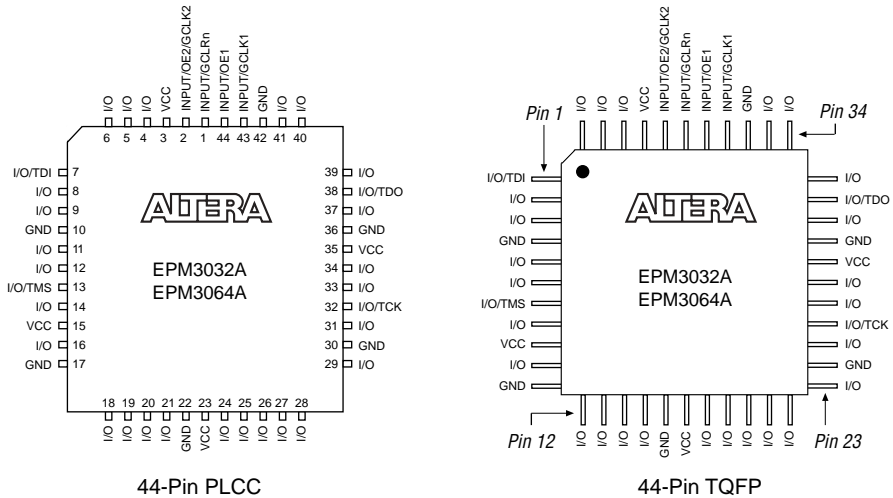 I/O I/O I/O VCC INPUT/OE2/GCLK2 INPUT/GCLRn INPUT/OE1 INPUT/GCLK1 GND I/O I/O
6 5 4 3 2 1 44 43 42 41 40
I/O/TDI 7
I/O 8
I/O 9
GND 10
I/O 11
I/O 12
I/O/TMS 13
I/O 14
VCC 15
I/O 16
GND 17
ALTERA
EPM3032A
EPM3064A
39 I/O
38 I/O/TDO
37 I/O
36 GND
35 VCC
34 I/O
33 I/O
32 I/O/TCK
31 I/O
30 GND
29 I/O
18 19 20 21 22 23 24 25 26 27 28
I/O I/O I/O I/O GND VCC I/O I/O I/O I/O I/O
44-Pin PLCC
I/O I/O I/O VCC INPUT/OE2/GCLK2 INPUT/GCLRn INPUT/OE1 INPUT/GCLK1 GND I/O I/O
Pin 1
Pin 34
I/O/TDI
I/O
I/O
GND
I/O
I/O
I/O/TMS
I/O
VCC
I/O
GND
ALTERA
EPM3032A
EPM3064A
I/O
I/O/TDO
I/O
GND
VCC
I/O
I/O
I/O/TCK
I/O
GND
I/O
Pin 12
Pin 23
I/O I/O I/O I/O GND VCC I/O I/O I/O I/O I/O
44-Pin TQFP